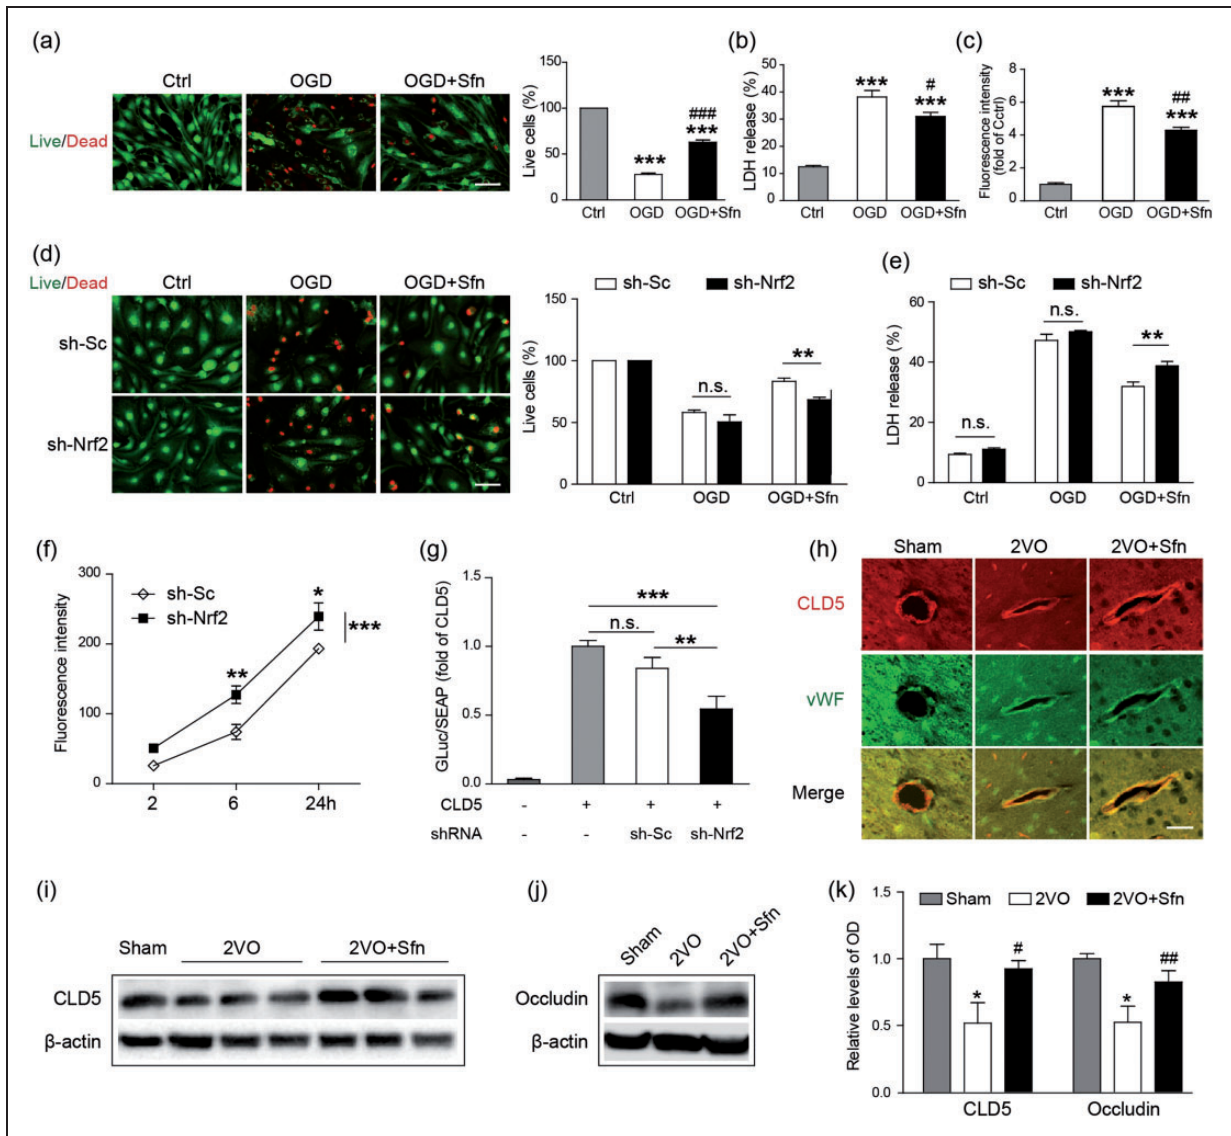 (a)
Ctrl OGD OGD+Sfn
Live/Dead
Live cells (%)
100
50
0
***
###
***
Ctrl OGD OGD+Sfn
(b)
LDH release (%)
50
40
30
20
10
0
***
#
***
Ctrl OGD OGD+Sfn
(c)
Fluorescence intensity
(fold of Cctrl)
8
6
4
2
0
***
##
***
Ctrl OGD OGD+Sfn
(d)
Live/Dead Ctrl OGD OGD+Sfn
sh-Sc
sh-Nrf2
sh-Sc sh-Nrf2
Live cells (%)
150
100
50
0
n.s.
**
Ctrl OGD OGD+Sfn
(e)
sh-Sc sh-Nrf2
LDH release (%)
60
40
20
0
n.s.
n.s.
**
Ctrl OGD OGD+Sfn
(f)
Fluorescence intensity
300
200
100
0
sh-Sc
sh-Nrf2
**
*
***
2 6 24h
(g)
GLuc/SEAP (fold of CLD5)
1.5
1.0
0.5
0.0
***
n.s.
**
CLD5 - + + +
shRNA - - sh-Sc sh-Nrf2
(h)
Sham 2VO 2VO+Sfn
CLD5
vWF
Merge
(i)
Sham 2VO 2VO+Sfn
CLD5
β-actin
(j)
Sham 2VO 2VO+Sfn
Occludin
β-actin
(k)
Relative levels of OD
1.5
1.0
0.5
0.0
Sham 2VO 2VO+Sfn
*
#
*
##
CLD5 Occludin